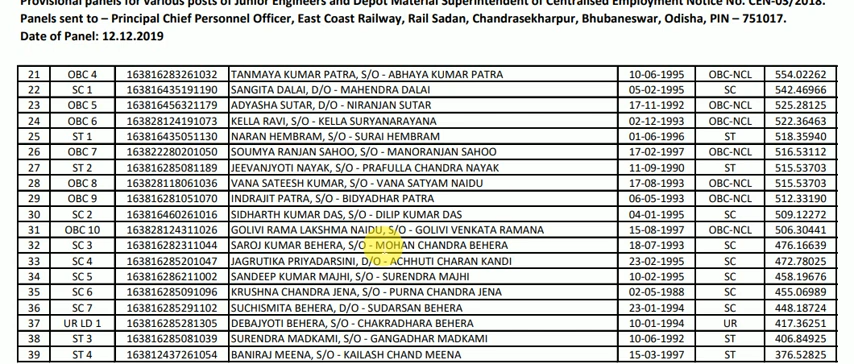 Provisional panels for various posts of Junior Engineers and Depot Material Superintendent of Centralised Employment Notice No. CEN-03/2018.
Panels sent to – Principal Chief Personnel Officer, East Coast Railway, Rail Sadan, Chandrasekharpur, Bhubaneswar, Odisha, PIN – 751017.
Date of Panel: 12.12.2019
21 OBC 4 163816283261032 TANMAYA KUMAR PATRA, S/O - ABHAYA KUMAR PATRA 10-06-1995 OBC-NCL 554.02262
22 SC 1 163816435191190 SANGITA DALAI, D/O - MAHENDRA DALAI 05-02-1995 SC 542.46966
23 OBC 5 163816456321179 ADYASHA SUTAR, D/O - NIRANJAN SUTAR 17-11-1992 OBC-NCL 525.28125
24 OBC 6 163828124191073 KELLA RAVI, S/O - KELLA SURYANARAYANA 02-12-1993 OBC-NCL 522.36463
25 ST 1 163816435051130 NARAN HEMBRAM, S/O - SURAI HEMBRAM 01-06-1996 ST 518.35940
26 OBC 7 163822280201050 SOUMYA RANJAN SAHOO, S/O - MANORANJAN SAHOO 17-02-1997 OBC-NCL 516.53112
27 ST 2 163816285081189 JEEVANJYOTI NAYAK, S/O - PRAFULLA CHANDRA NAYAK 11-09-1990 ST 515.53703
28 OBC 8 163828118061036 VANA SATEESH KUMAR, S/O - VANA SATYAM NAIDU 17-08-1993 OBC-NCL 515.53703
29 OBC 9 163816281051070 INDRAJIT PATRA, S/O - BIDYADHAR PATRA 06-05-1993 OBC-NCL 512.33190
30 SC 2 163816460261016 SIDHARTH KUMAR DAS, S/O - DILIP KUMAR DAS 04-01-1995 SC 509.12272
31 OBC 10 163828124311026 GOLIVI RAMA LAKSHMA NAIDU, S/O - GOLIVI VENKATA RAMANA 15-08-1997 OBC-NCL 506.30441
32 SC 3 163816282311044 SAROJ KUMAR BEHERA, S/O - MOHAN CHANDRA BEHERA 18-07-1993 SC 476.16639
33 SC 4 163816285201047 JAGRUTIKA PRIYADARSINI, D/O - ACHHUTI CHARAN KANDI 23-02-1995 SC 472.78025
34 SC 5 163816286211002 SANDEEP KUMAR MAJHI, S/O - SURENDRA MAJHI 10-02-1995 SC 458.19676
35 SC 6 163816285091096 KRUSHNA CHANDRA JENA, S/O - PURNA CHANDRA JENA 02-05-1988 SC 455.06989
36 SC 7 163816285291102 SUCHISMITA BEHERA, D/O - SUDARSAN BEHERA 23-01-1994 SC 448.18724
37 UR LD 1 163816285281305 DEBAJYOTI BEHERA, S/O - CHAKRADHARA BEHERA 10-01-1994 UR 417.36251
38 ST 3 163816285081039 SURENDRA MADKAMI, S/O - GANGADHAR MADKAMI 10-06-1992 ST 406.84925
39 ST 4 163812437261054 BANIRAJ MEENA, S/O - KAILASH CHAND MEENA 15-03-1997 ST 376.52825